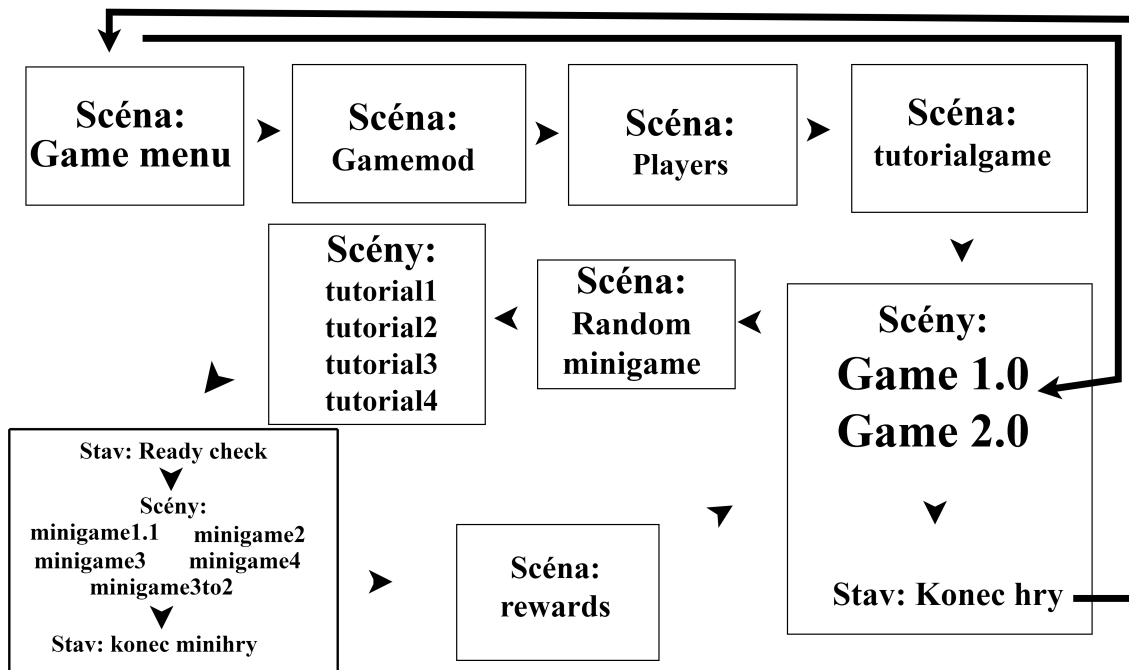 Scéna:
Game menu
Scéna:
Gamemod
Scéna:
Players
Scéna:
tutorialgame
Scény:
Game 1.0
Game 2.0
Stav: Konec hry
Scéna:
Random
minigame
Scény:
tutorial1
tutorial2
tutorial3
tutorial4
Stav: Ready check
Scény:
minigame1.1 minigame2
minigame3 minigame4
minigame3to2
Stav: konec minihry
Scéna:
rewards